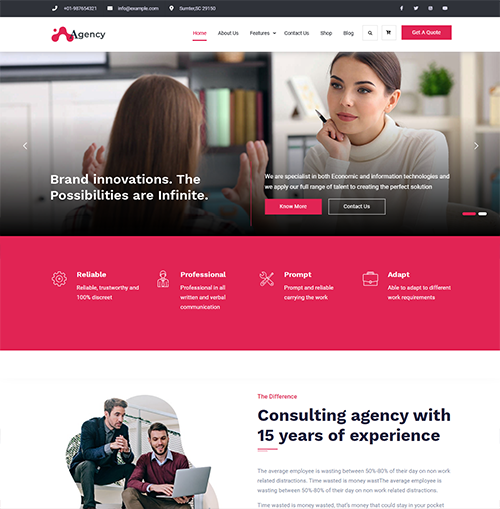 +01-987654321 info@example.com Sumter,SC 29150
Agency Home About Us Features Contact Us Shop Blog Get A Quote
Brand innovations. The
Possibilities are Infinite.
We are specialist in both Economic and information technologies and
we apply our full range of talent to creating the perfect solution
Know More Contact Us
Reliable
Reliable, trustworthy and
100% discreet
Professional
Professional in all
written and verbal
communication
Prompt
Prompt and reliable
carrying the work
Adapt
Able to adapt to different
work requirements
The Difference
Consulting agency with
15 years of experience
The average employee is wasting between 50%-80% of their day on non work
related distractions. Time wasted is money wastThe average employee is
wasting between 50%-80% of their day on non work related distractions.
Time wasted is money wasted, that's money that could stay in your pocket